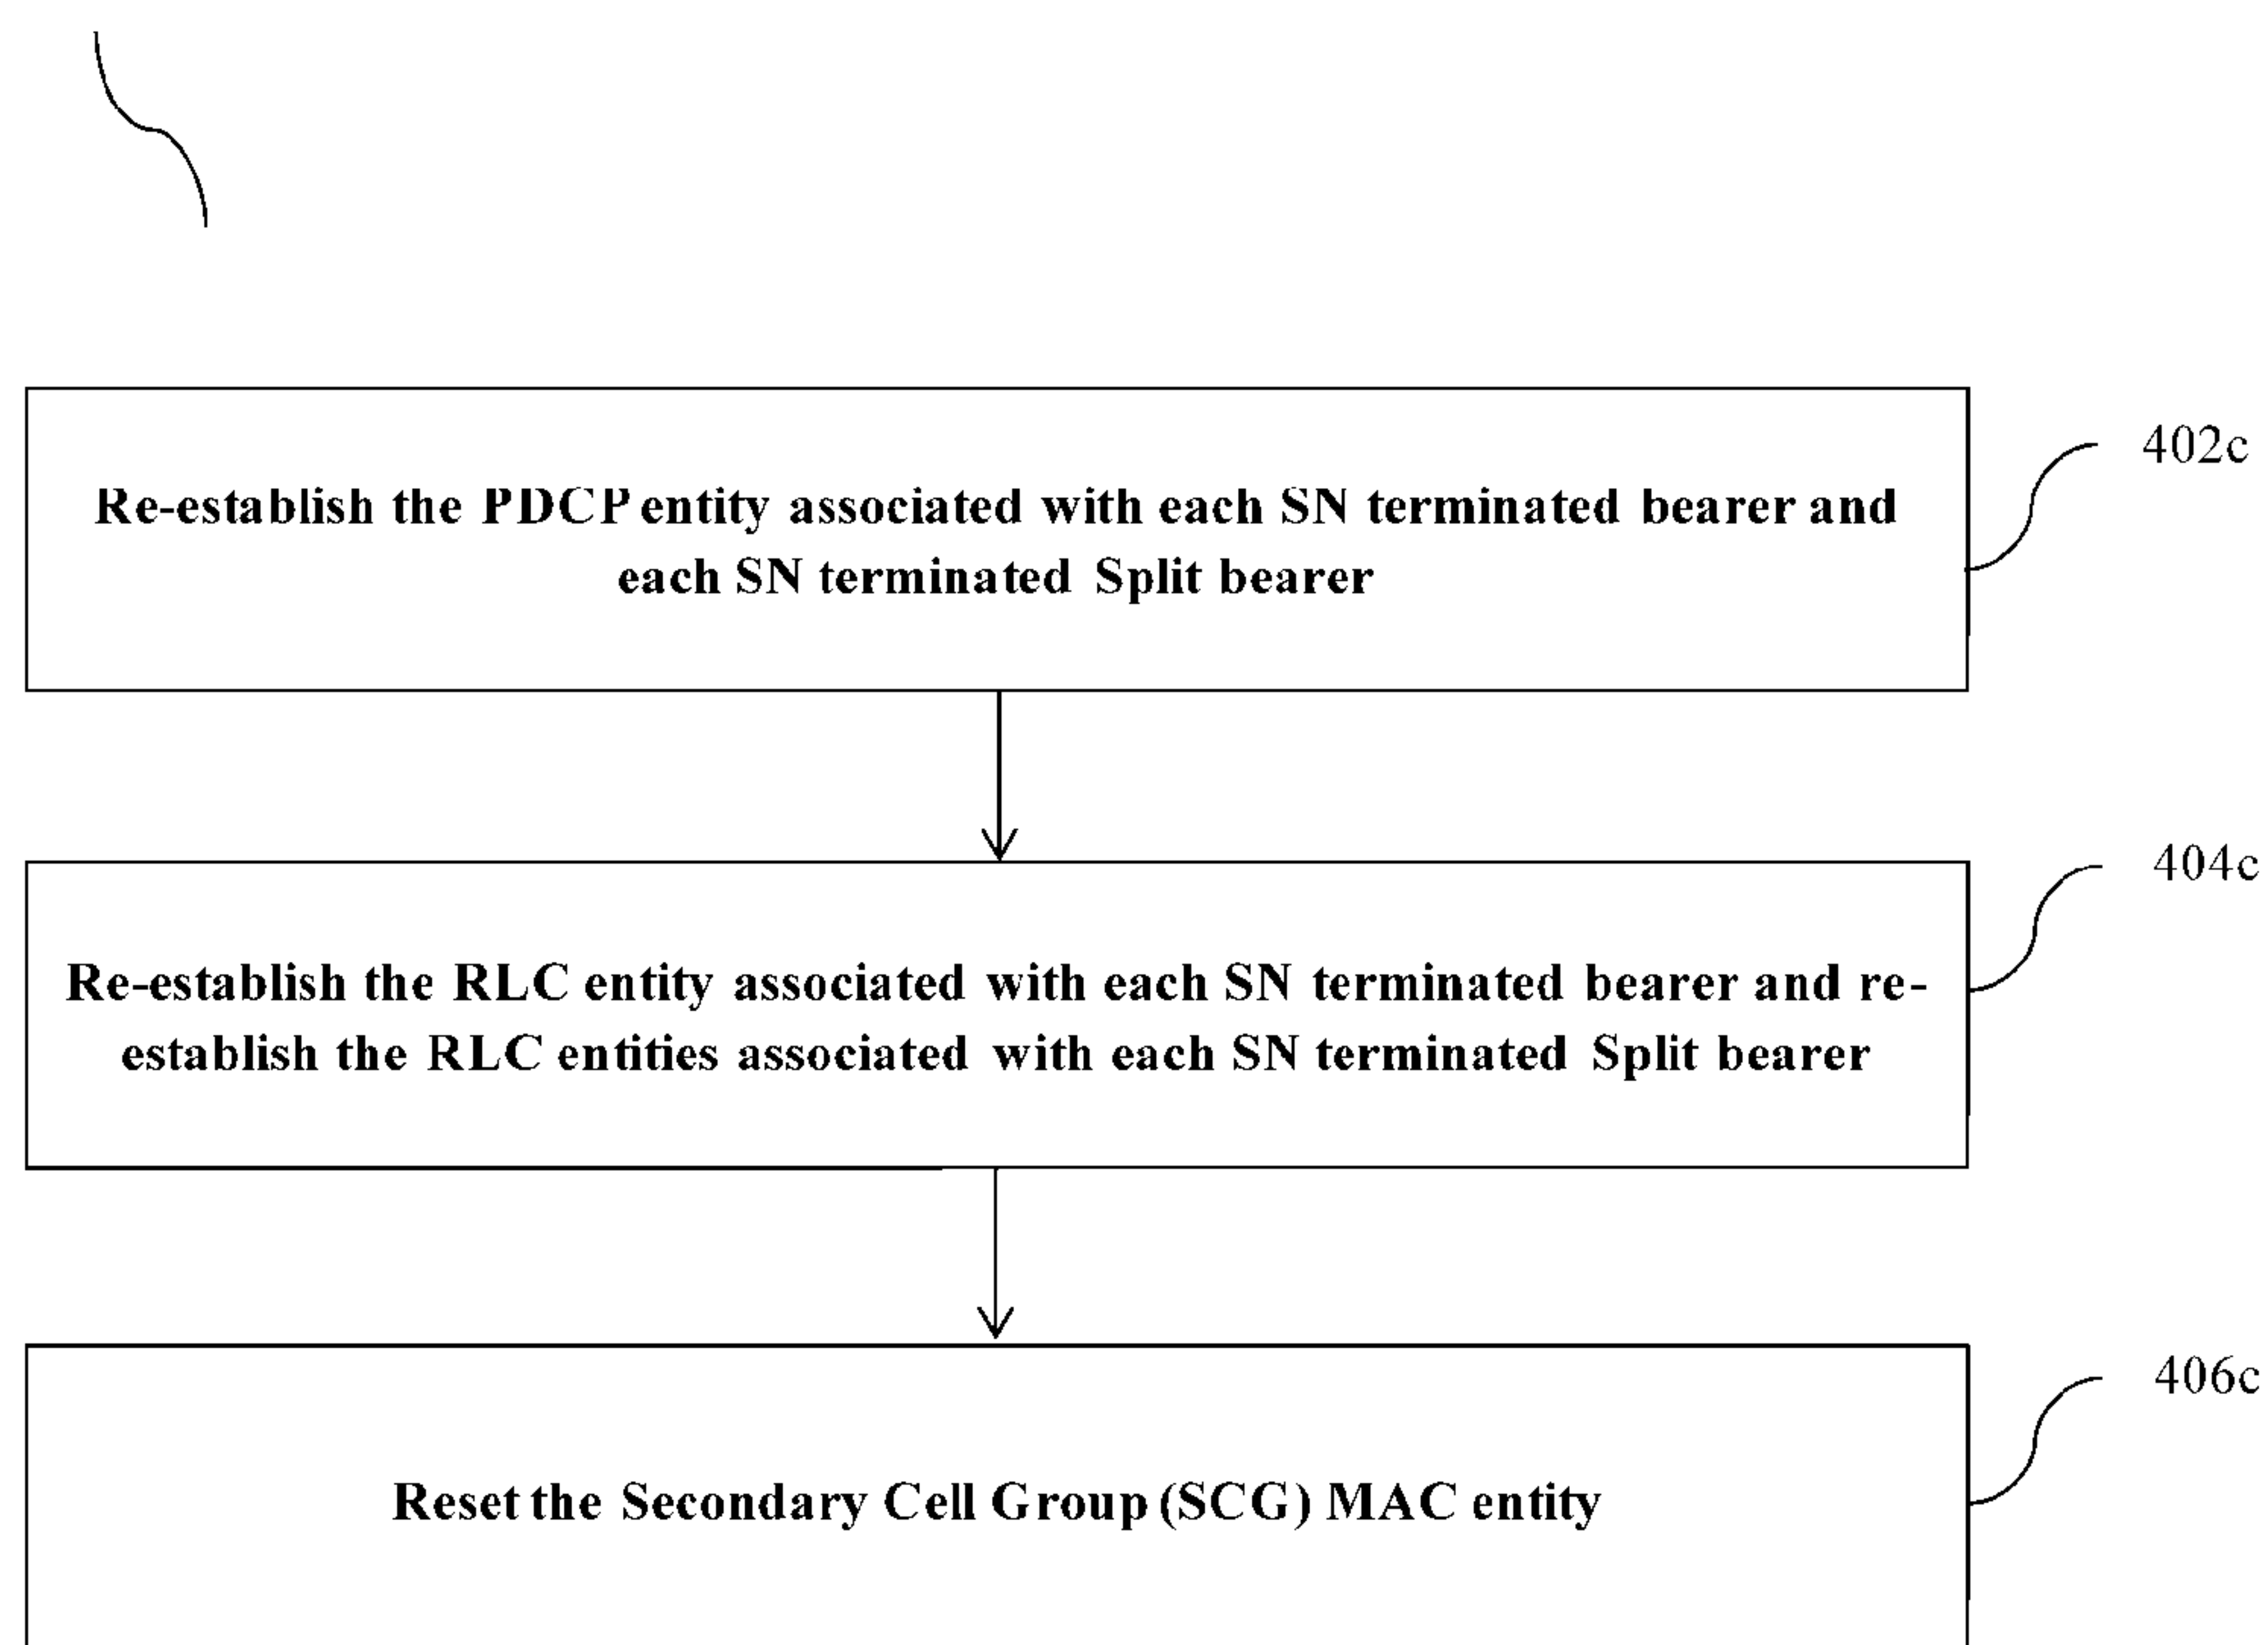 402c
Re-establish the PDCP entity associated with each SN terminated bearer and
each SN terminated Split bearer
404c
Re-establish the RLC entity associated with each SN terminated bearer and re-
establish the RLC entities associated with each SN terminated Split bearer
406c
Reset the Secondary Cell Group (SCG) MAC entity